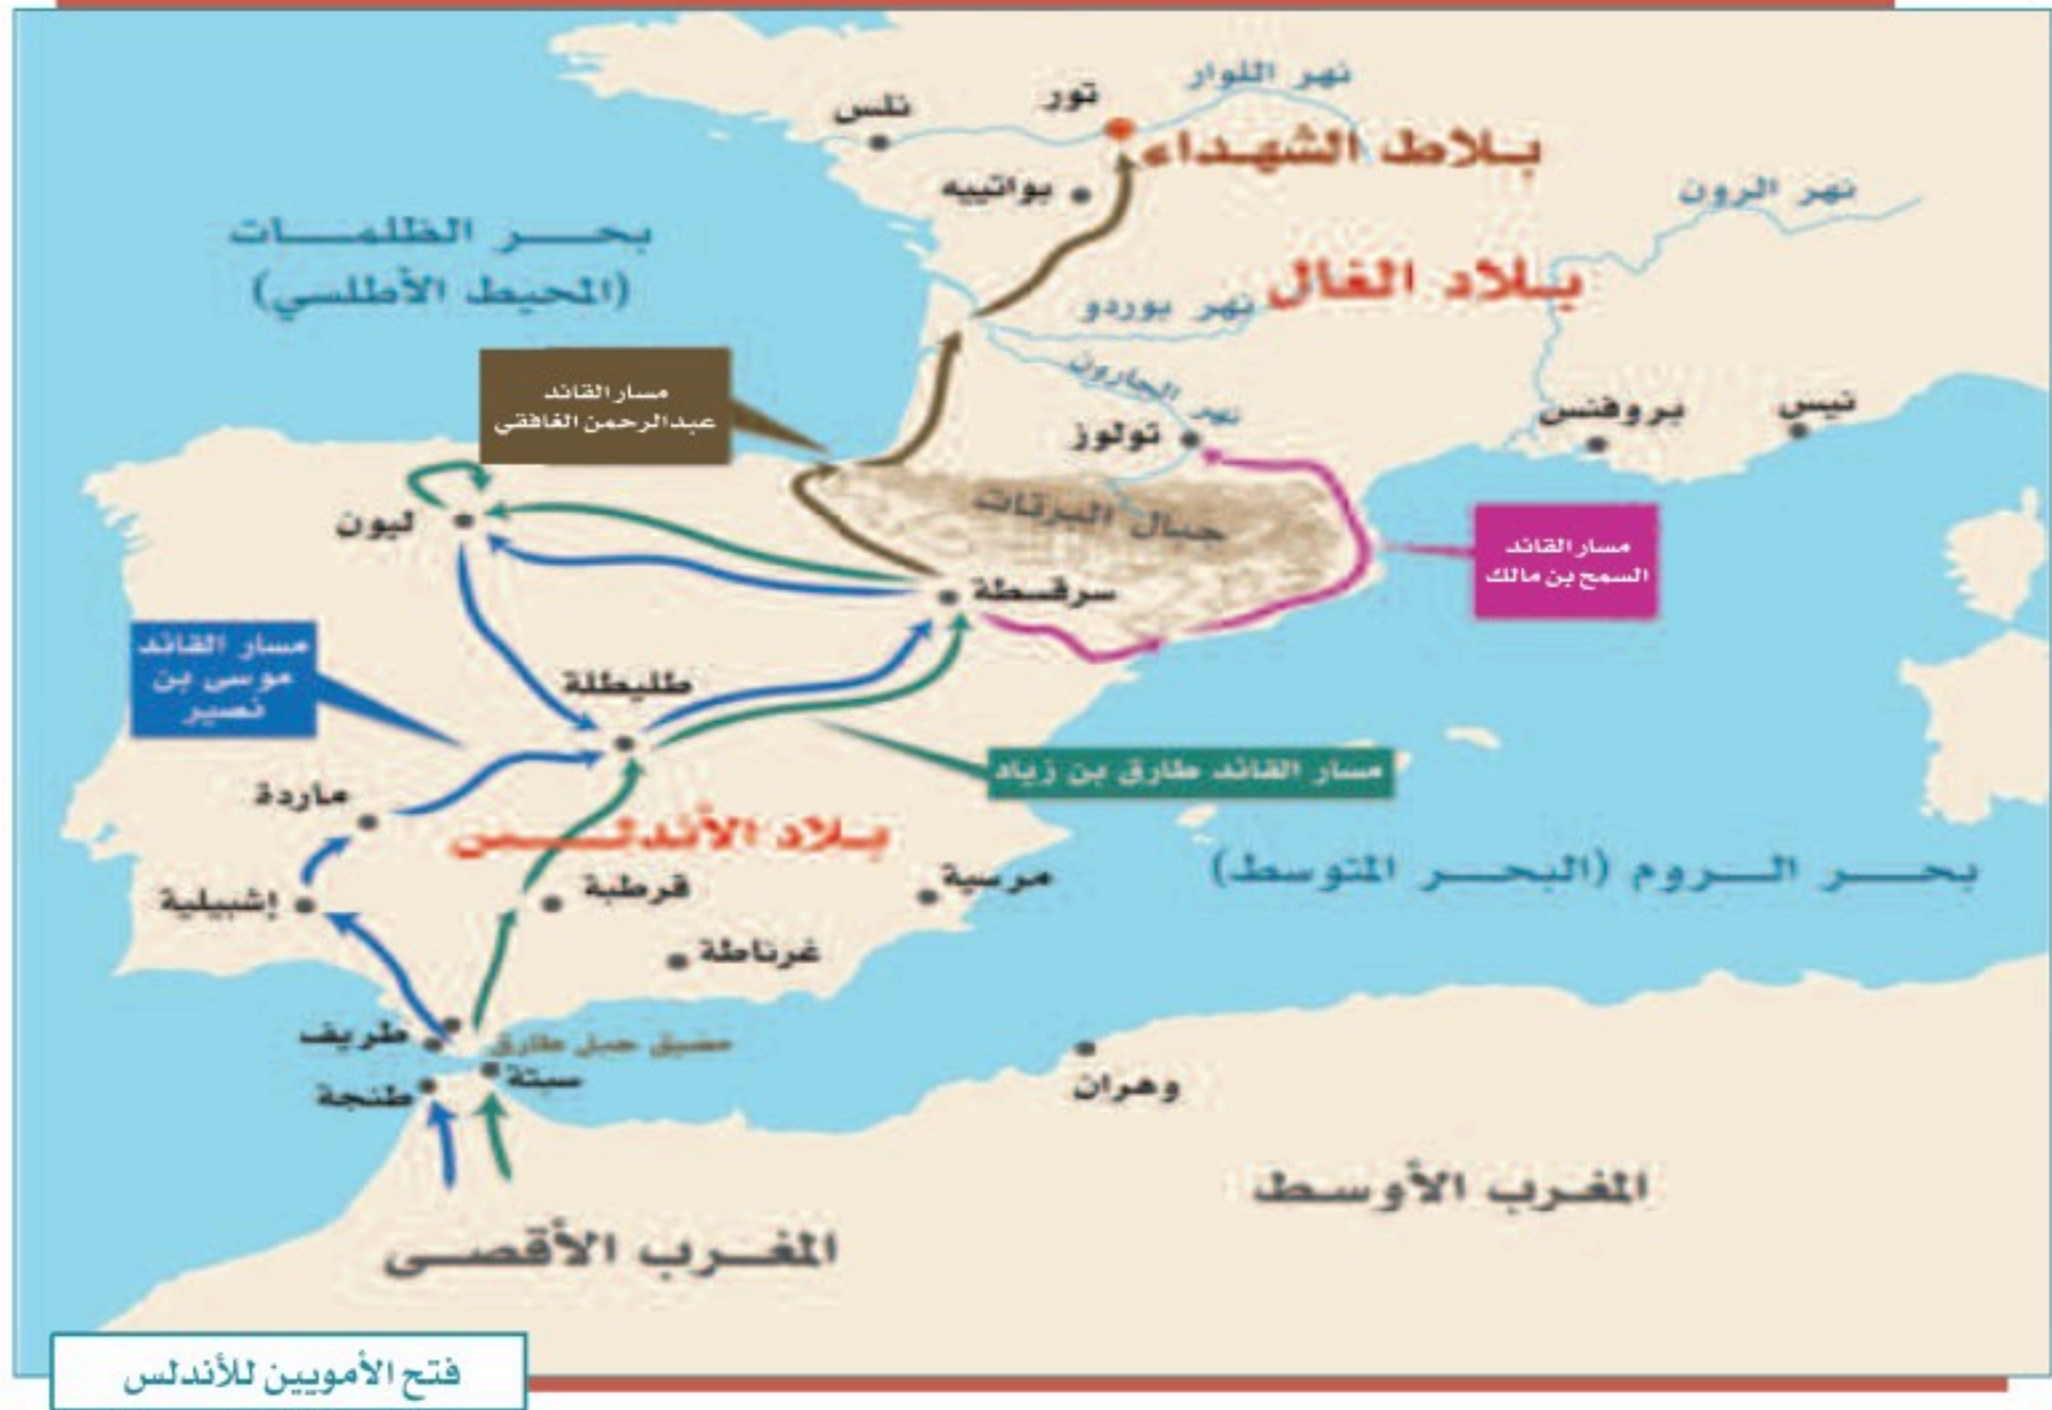 نهر اللوار
تور
نلس
بلاط الشهداء
بواتييه
نهر الرون
بحر الظلمات
(المحيط الأطلسي)
بلاد الغال
نهر بوردو
نهر الجارون
مسار القائد
عبدالرحمن الغافقي
بروفنس
نيس
تولوز
جبال البرتات
ليون
مسار القائد
السمح بن مالك
سرقسطة
مسار القائد
موسى بن
نصير
طليطلة
مسار القائد طارق بن زياد
ماردة
بلاد الأندلس
بحر الروم (البحر المتوسط)
مرسية
قرطبة
إشبيلية
غرناطة
طريف
مضيق جبل طارق
سبتة
طنجة
وهران
المغرب الأوسط
المغرب الأقصى
فتح الأمويين للأندلس